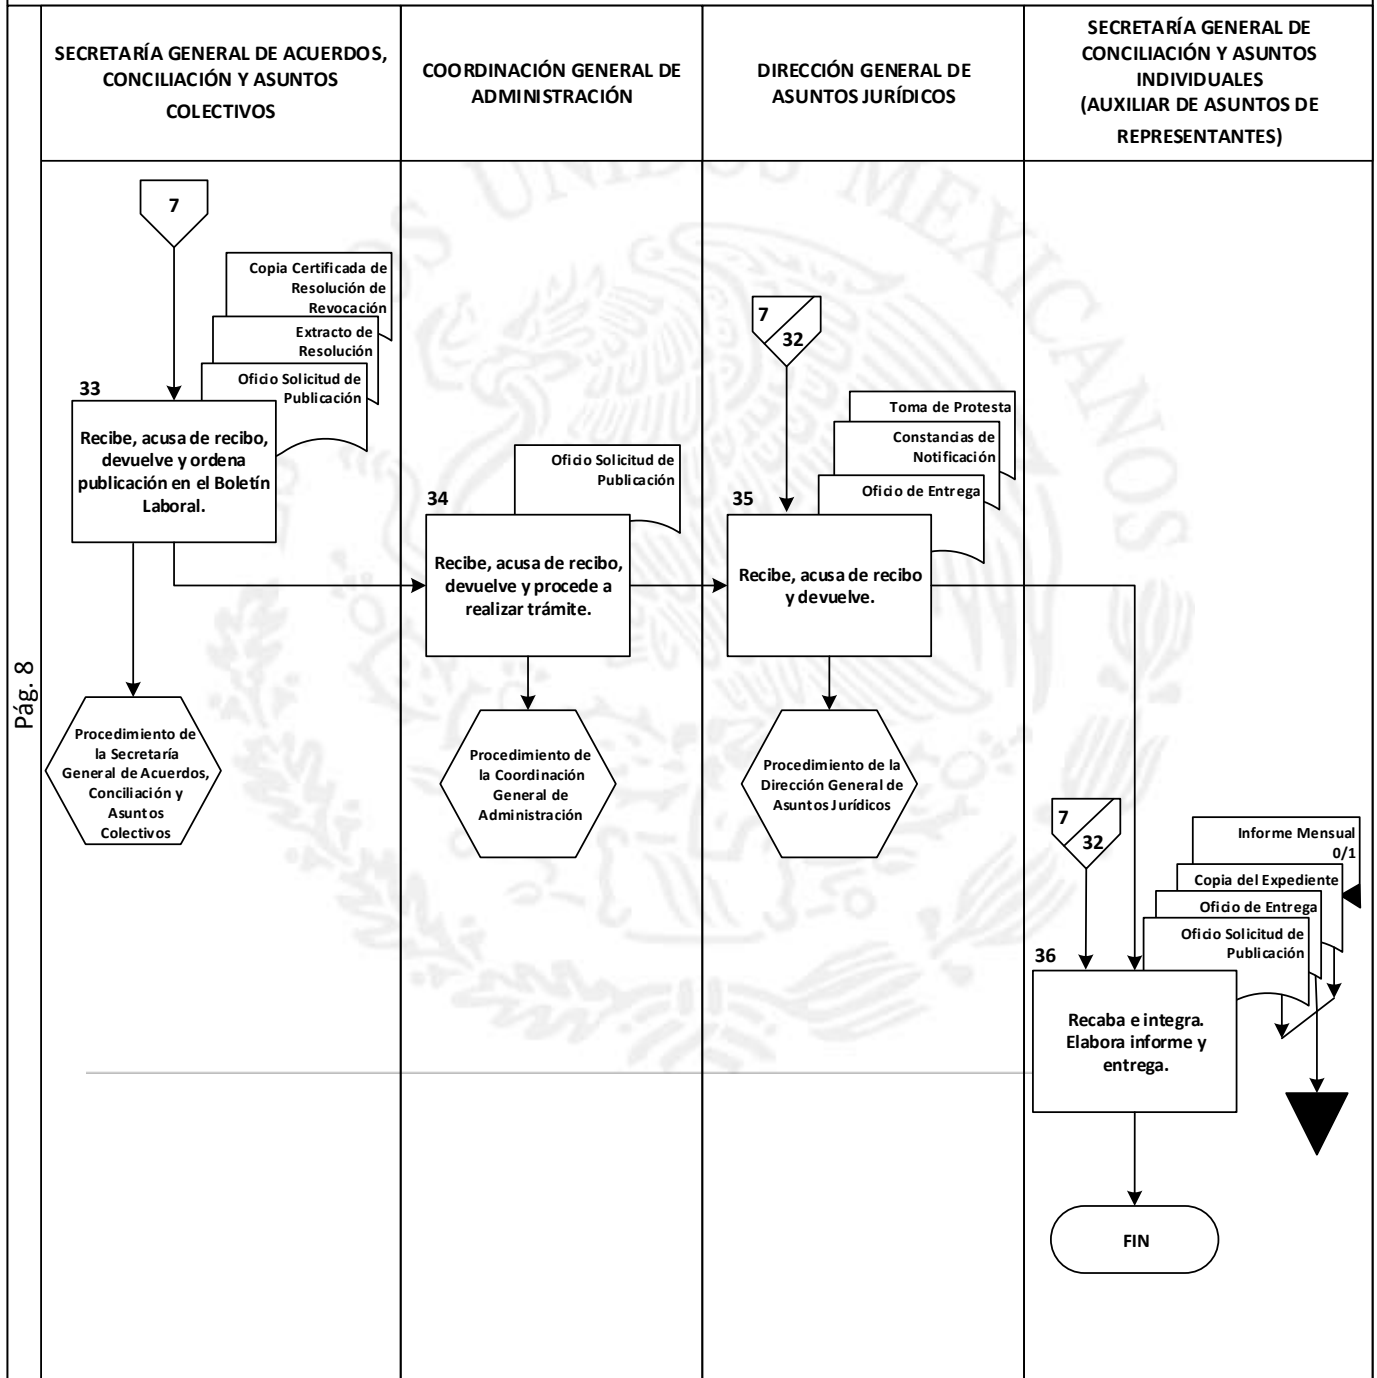 SECRETARÍA GENERAL DE ACUERDOS,
CONCILIACIÓN Y ASUNTOS
COLECTIVOS
COORDINACIÓN GENERAL DE
ADMINISTRACIÓN
DIRECCIÓN GENERAL DE
ASUNTOS JURÍDICOS
SECRETARÍA GENERAL DE
CONCILIACIÓN Y ASUNTOS
INDIVIDUALES
(AUXILIAR DE ASUNTOS DE
REPRESENTANTES)
Pág. 8
7
Copia Certificada de
Resolución de
Revocación
Extracto de
Resolución
Oficio Solicitud de
Publicación
33
Recibe, acusa de recibo,
devuelve y ordena
publicación en el Boletín
Laboral.
Procedimiento de
la Secretaría
General de Acuerdos,
Conciliación y
Asuntos
Colectivos
Oficio Solicitud de
Publicación
34
Recibe, acusa de recibo,
devuelve y procede a
realizar trámite.
Procedimiento de
la Coordinación
General de
Administración
7
32
Toma de Protesta
Constancias de
Notificación
Oficio de Entrega
35
Recibe, acusa de recibo
y devuelve.
Procedimiento de la
Dirección General de
Asuntos Jurídicos
7
32
Informe Mensual
0/1
Copia del Expediente
Oficio de Entrega
Oficio Solicitud de
Publicación
36
Recaba e integra.
Elabora informe y
entrega.
FIN
UNIDOS MEXICANOS